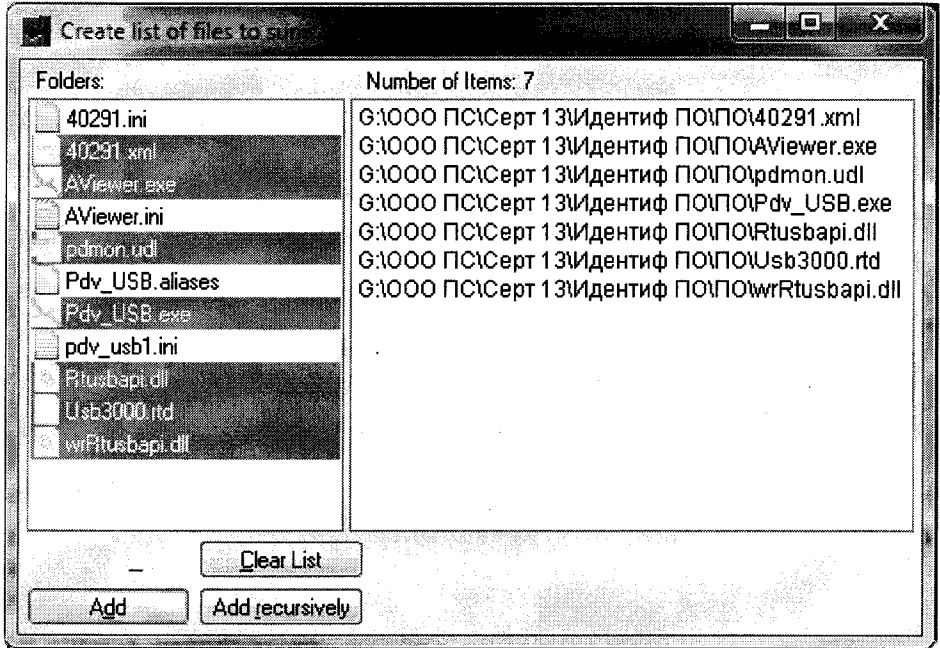 Create list of files to
Folders:
Number of Items: 7
40291.ini
40291.xml
AViewer.exe
AViewer.ini
pdmon.udl
Pdv_USB.aliases
Pdv_USB.exe
pdv_usb1.ini
Rtusbapi.dll
Usb3000.rtd
wrRtusbapi.dll
G:\ООО ПС\Серт 13\Идентиф ПО\ПО\40291.xml
G:\ООО ПС\Серт 13\Идентиф ПО\ПО\AViewer.exe
G:\ООО ПС\Серт 13\Идентиф ПО\ПО\pdmon.udl
G:\ООО ПС\Серт 13\Идентиф ПО\ПО\Pdv_USB.exe
G:\ООО ПС\Серт 13\Идентиф ПО\ПО\Rtusbapi.dll
G:\ООО ПС\Серт 13\Идентиф ПО\ПО\Usb3000.rtd
G:\ООО ПС\Серт 13\Идентиф ПО\ПО\wrRtusbapi.dll
Clear List
Add
Add recursively